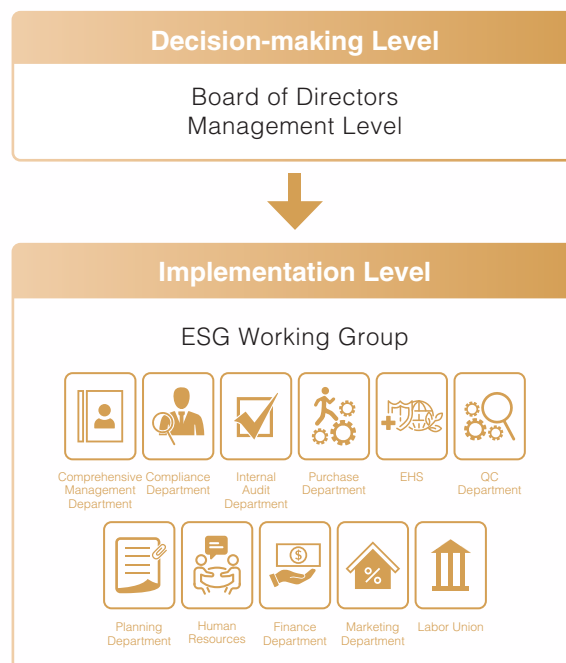 Decision-making Level
Board of Directors
Management Level
Implementation Level
ESG Working Group
Comprehensive
Management
Department
Compliance
Department
Internal
Audit
Department
Purchase
Department
EHS
QC
Department
Planning
Department
Human
Resources
Finance
Department
Marketing
Department
Labor Union